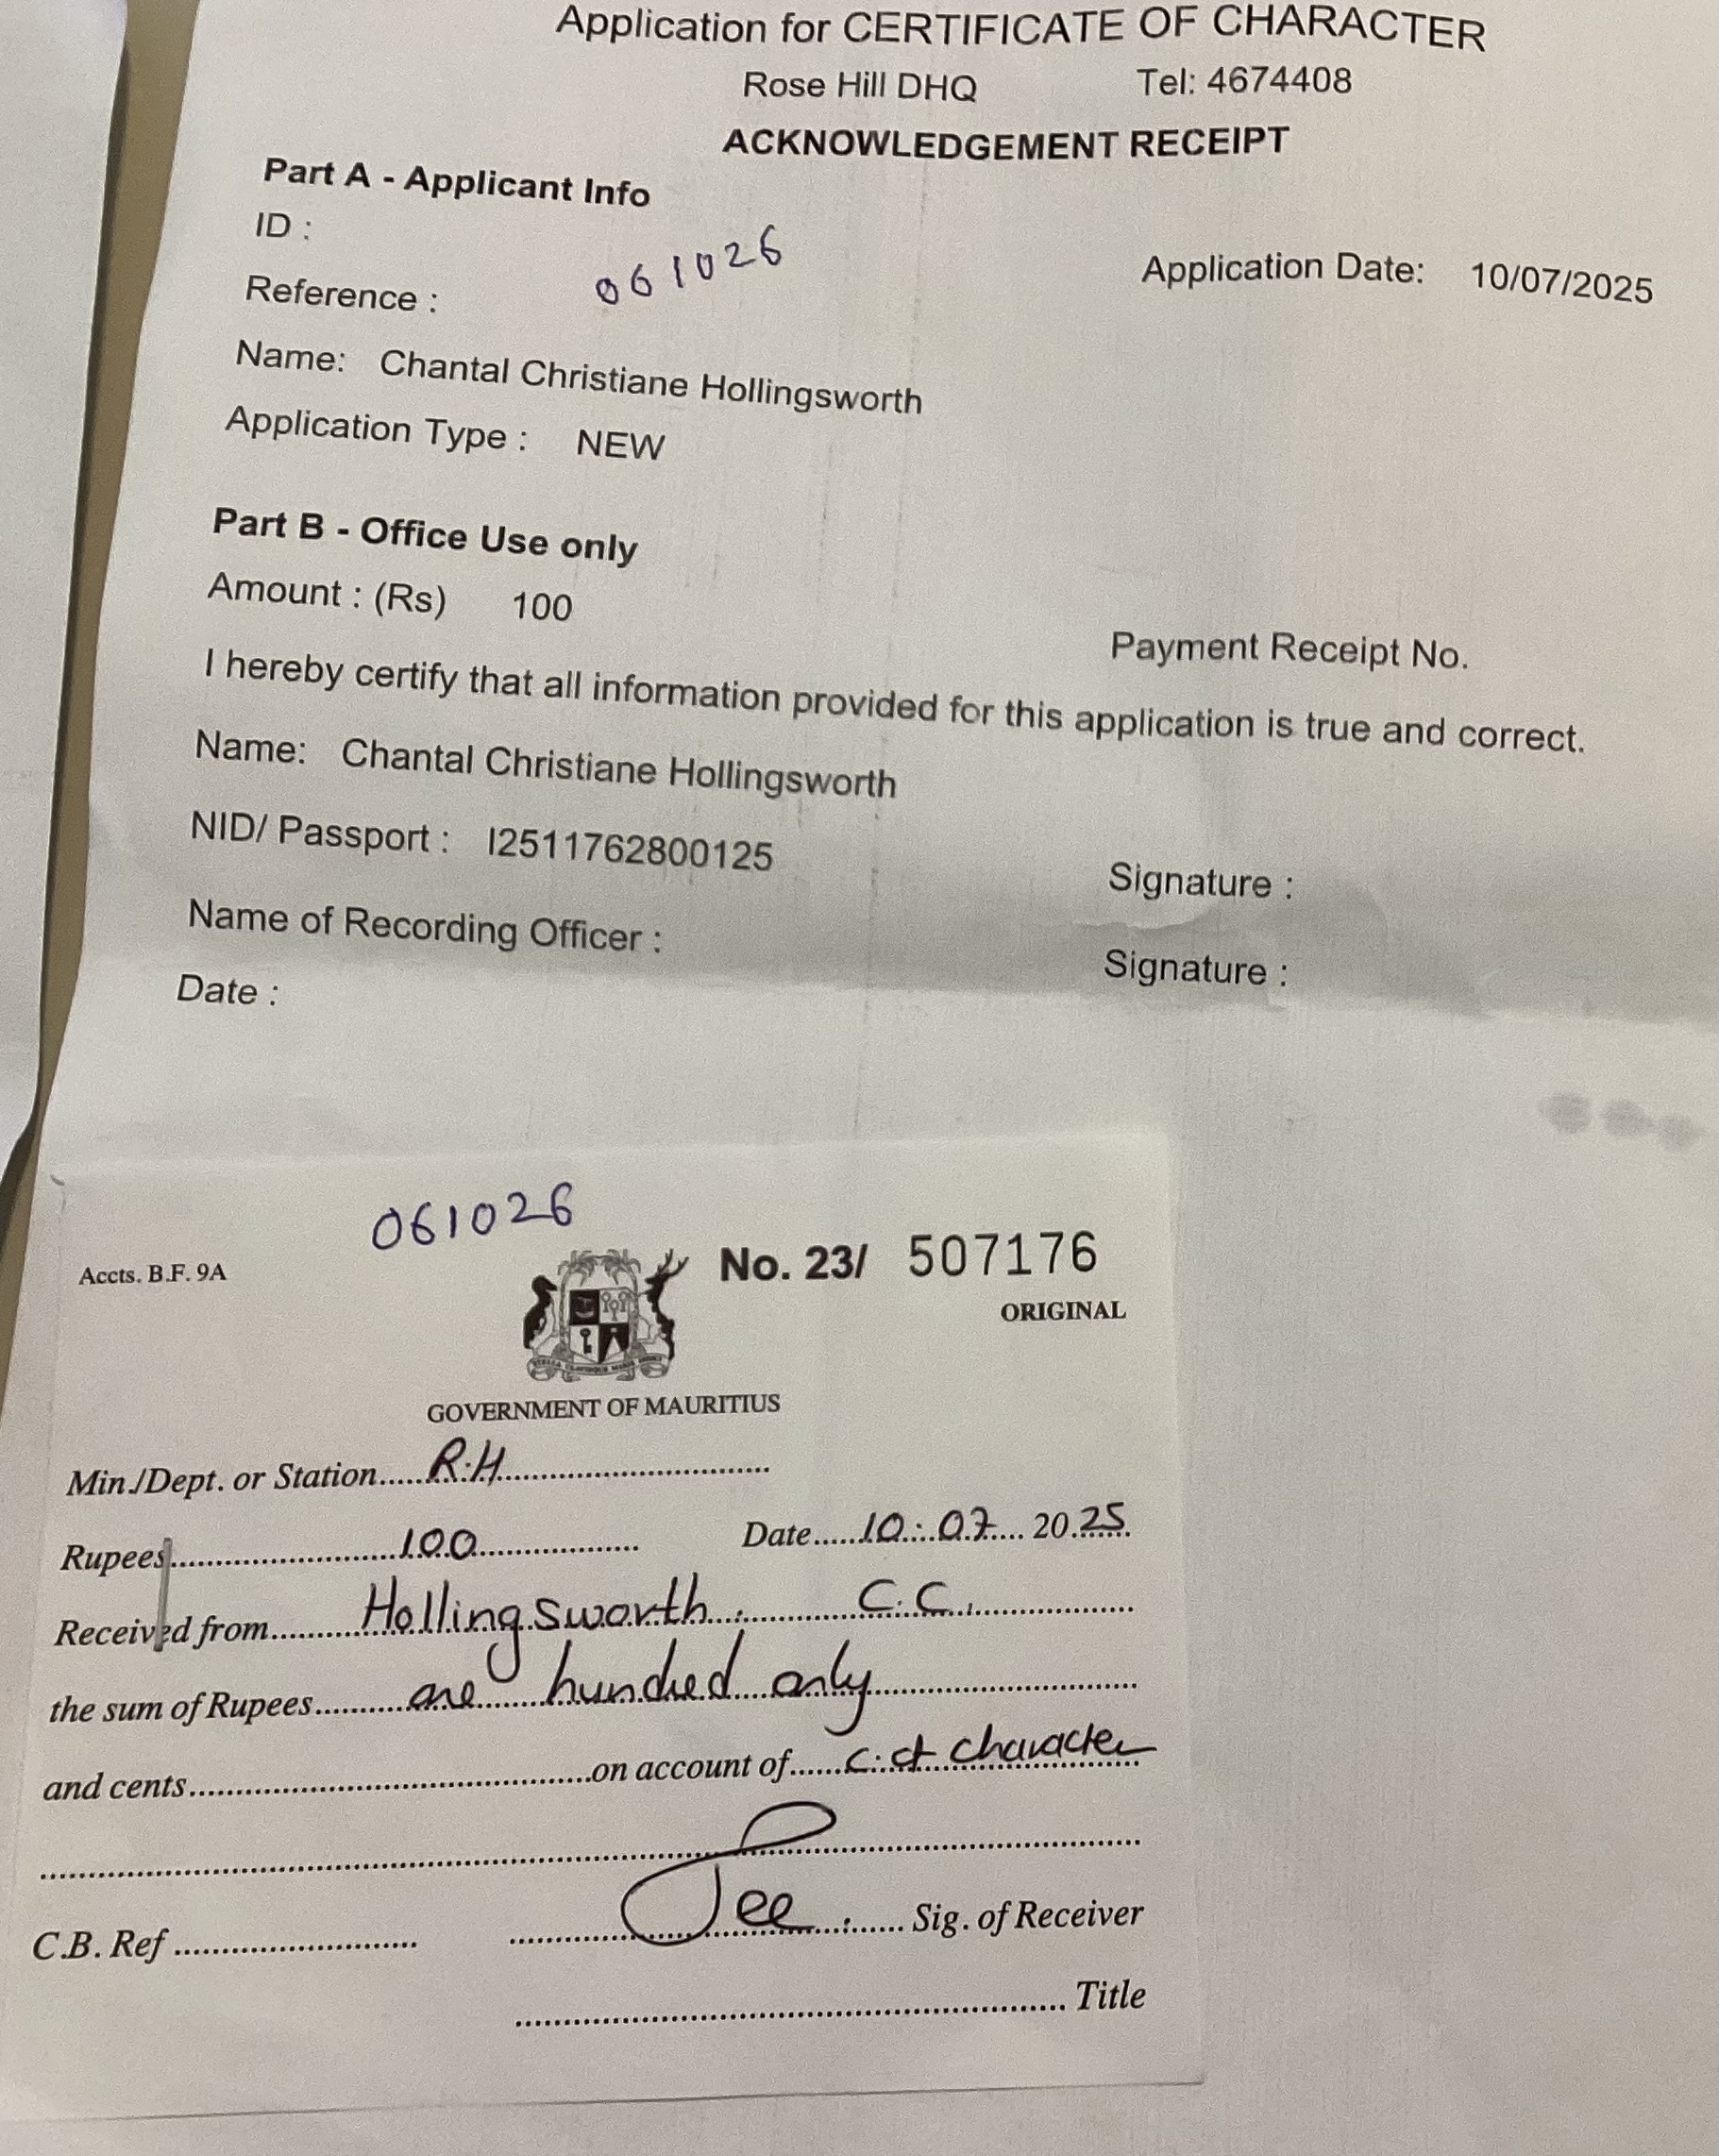 Application for CERTIFICATE OF CHARACTER
Rose Hill DHQ Tel: 4674408
ACKNOWLEDGEMENT RECEIPT
Part A - Applicant Info
ID :
Reference : 061026 Application Date: 10/07/2025
Name: Chantal Christiane Hollingsworth
Application Type : NEW
Part B - Office Use only
Amount : (Rs) 100
Payment Receipt No.
I hereby certify that all information provided for this application is true and correct.
Name: Chantal Christiane Hollingsworth
NID/ Passport : I2511762800125
Signature :
Name of Recording Officer :
Signature :
Date :
061026
Accts. B.F. 9A
No. 23/ 507176
ORIGINAL
GOVERNMENT OF MAURITIUS
Min./Dept. or Station R.H
Rupees 100 Date 10.07 2025
Received from Hollingsworth. C.C.
the sum of Rupees one hundred only
and cents on account of c. of character
Jee
C.B. Ref Sig. of Receiver
Title